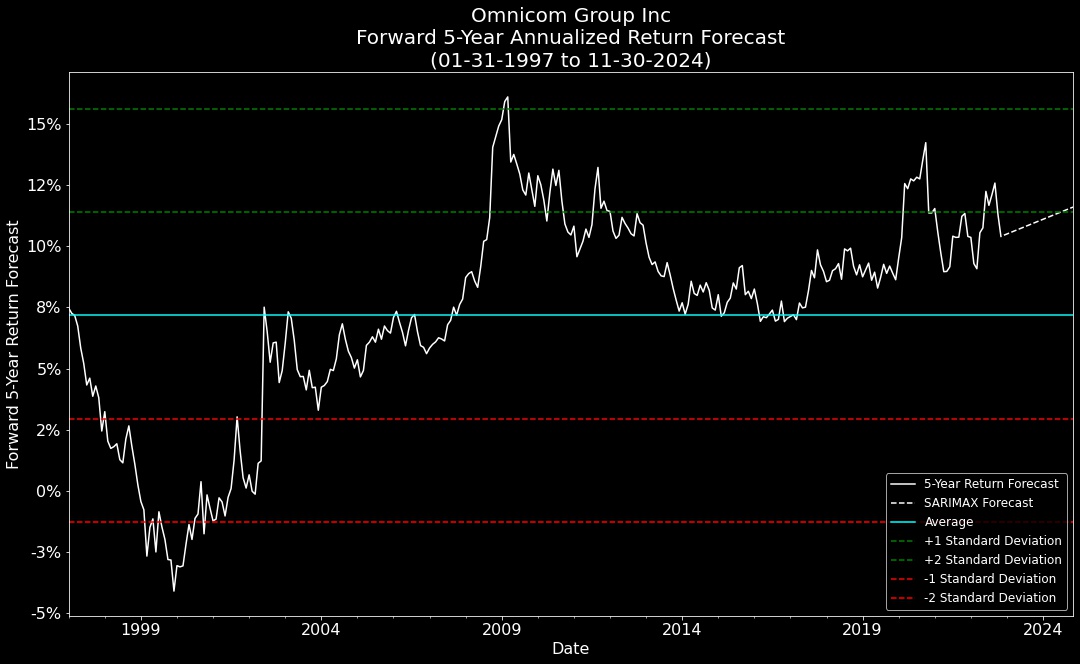 Omnicom Group Inc
Forward 5-Year Annualized Return Forecast
(01-31-1997 to 11-30-2024)
Forward 5-Year Return Forecast
15%
12%
10%
8%
5%
2%
0%
-3%
-5%
5-Year Return Forecast
SARIMAX Forecast
Average
+1 Standard Deviation
+2 Standard Deviation
-1 Standard Deviation
-2 Standard Deviation
1999 2004 2009 2014 2019 2024
Date